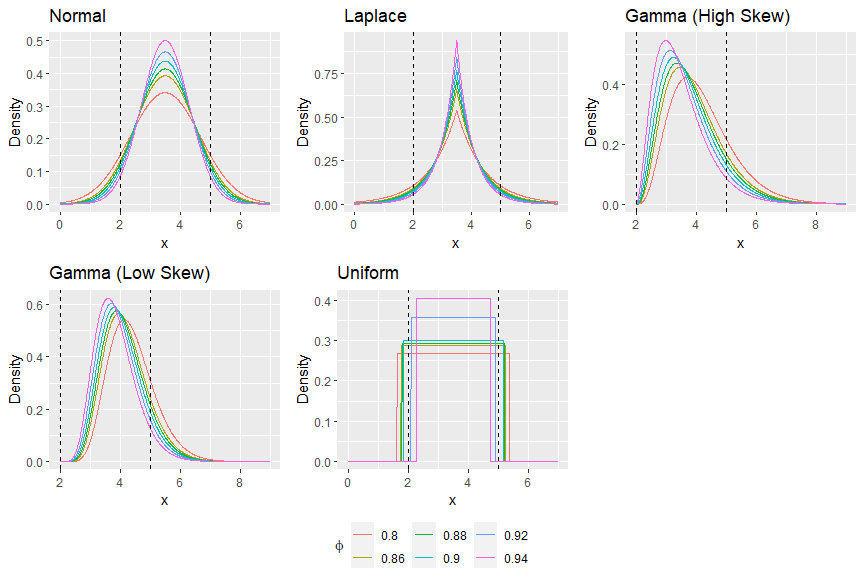 Normal
Laplace
Gamma (High Skew)
Density
0.5
0.4
0.3
0.2
0.1
0.0
0 2 4 6
x
Density
0.75
0.50
0.25
0.00
0 2 4 6
x
Density
0.4
0.2
0.0
2 4 6 8
x
Gamma (Low Skew)
Uniform
Density
0.6
0.4
0.2
0.0
2 4 6 8
x
Density
0.4
0.3
0.2
0.1
0.0
0 2 4 6
x
ϕ
0.8 0.88 0.92
0.86 0.9 0.94